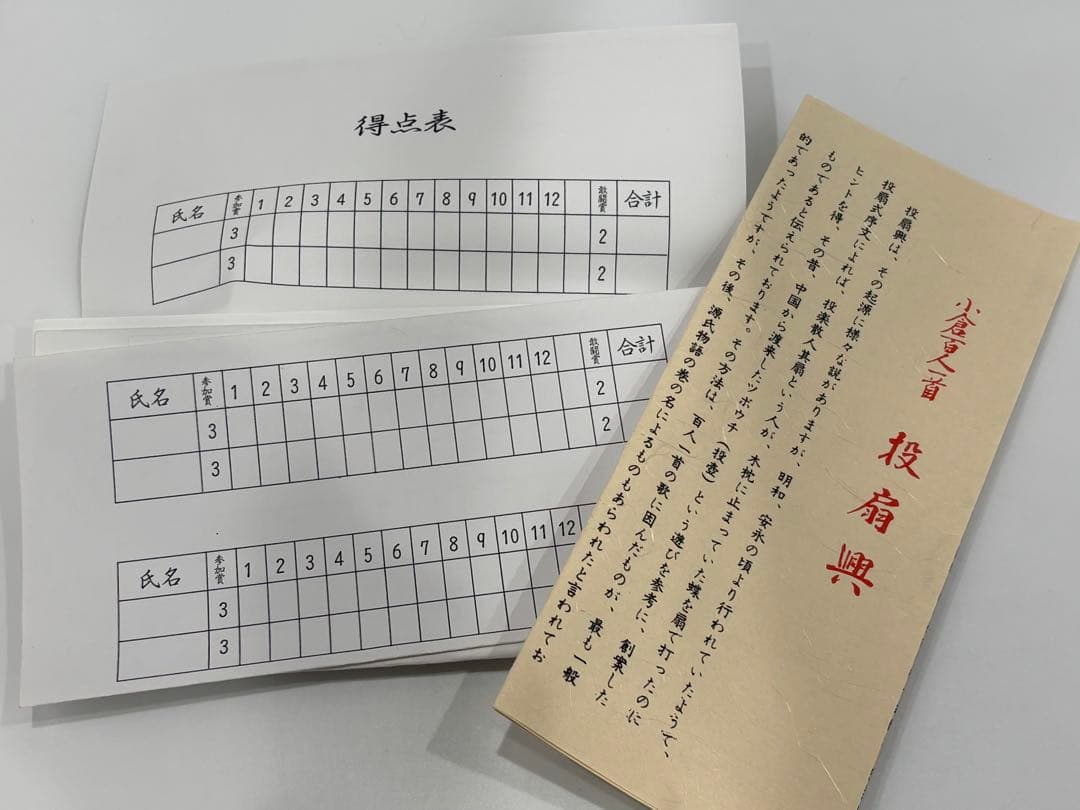 得点表
氏名 参加賞 1 2 3 4 5 6 7 8 9 10 11 12 敢闘賞 合計
3 2
3 2
氏名 参加賞 1 2 3 4 5 6 7 8 9 10 11 12 敢闘賞 合計
3 2
3 2
氏名 参加賞 1 2 3 4 5 6 7 8 9 10 11 12
3
3
小倉百人一首
投扇興
投扇興は、その起源に様々な説がありますが、明和、安永の頃より行われていたようで、
投扇式序文によれば、投楽散人其扇という人が、木枕に止まっていた蝶を扇で打ったのに
ヒントを得、その昔、中国から渡来したツボウチ(投壺)という遊びを参考に、創案した
ものであると伝えられております。その方法は、百人一首の歌に因んだものが、最も一般
的であったようですが、その後、源氏物語の巻の名によるものもあらわれたと言われてお